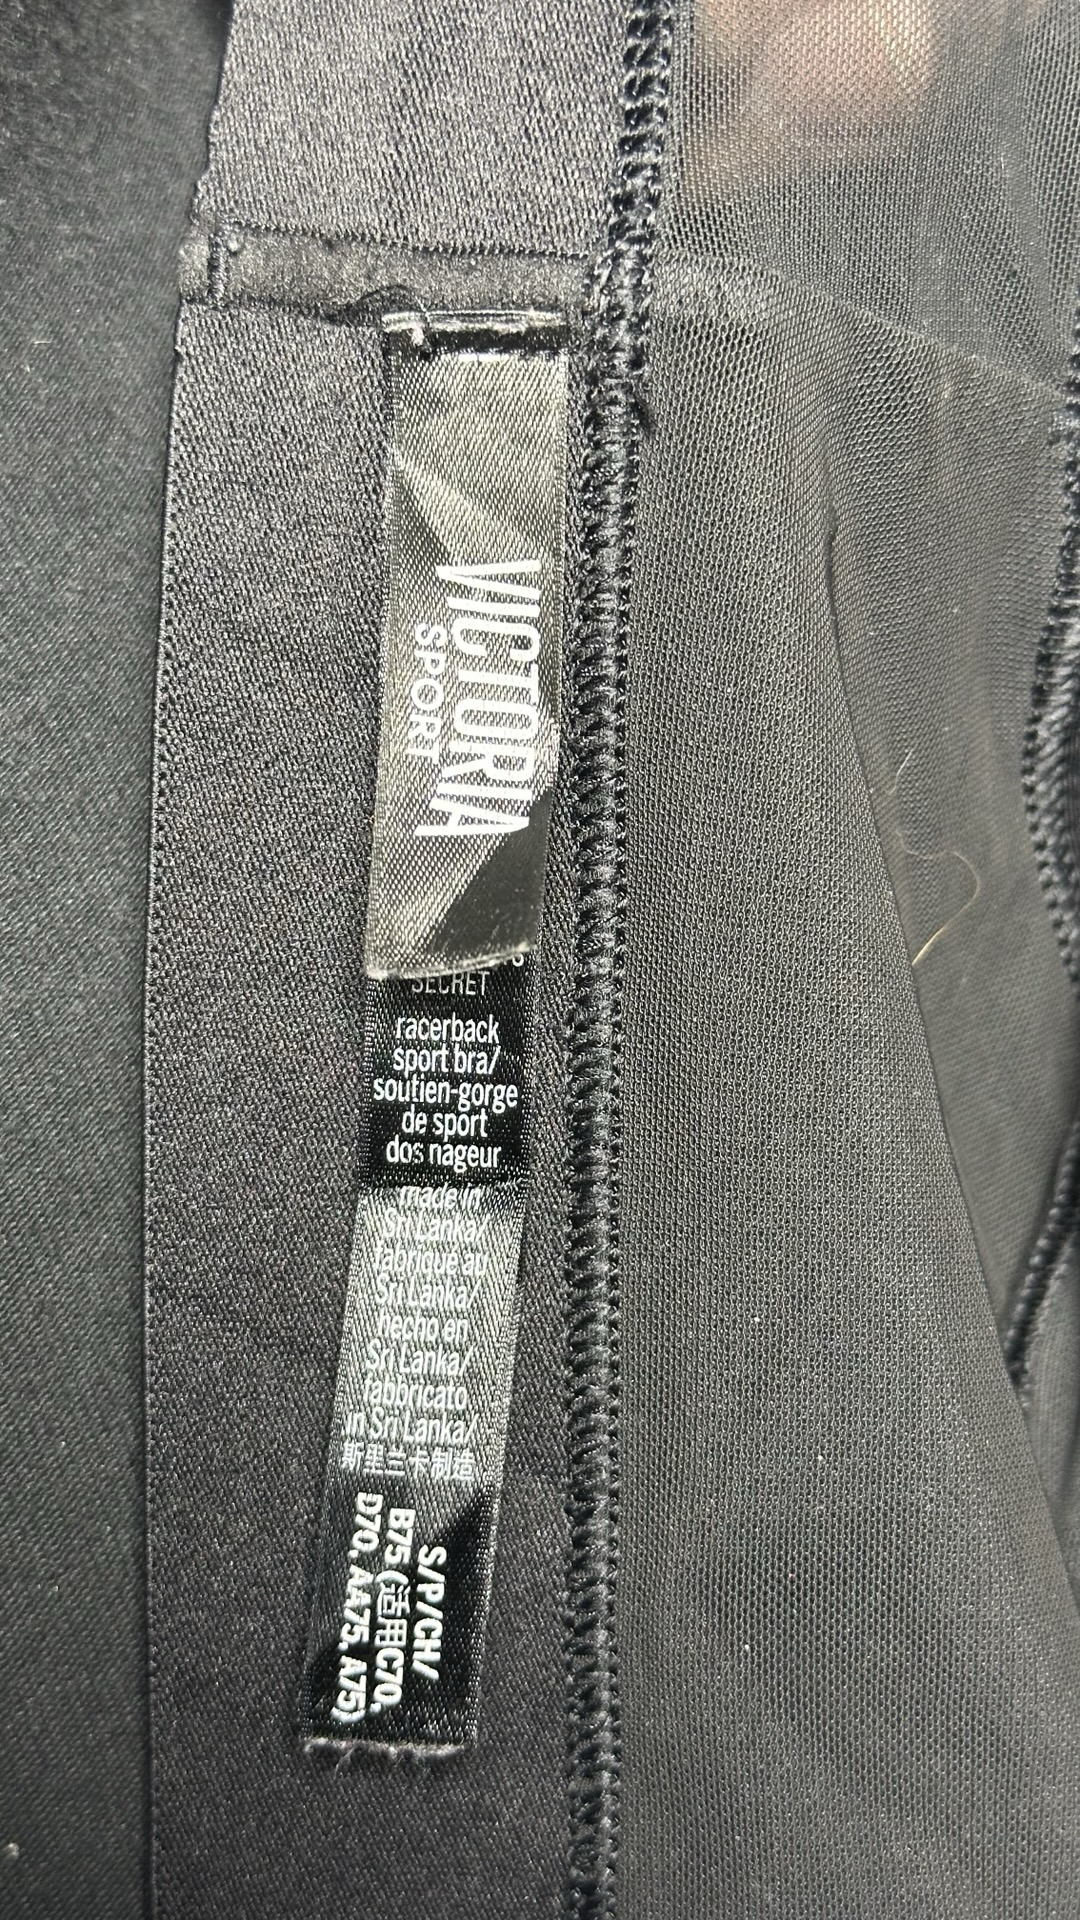 VICTORIA
SPORT
SECRET
racerback
sport bra/
soutien-gorge
de sport
dos nageur
made in
Sri Lanka/
fabriqué au
Sri Lanka/
hecho en
Sri Lanka/
fabbricato
in Sri Lanka/
斯里兰卡制造
S/P/CH/
B75 (适用C70,
D70, AA75, A75)